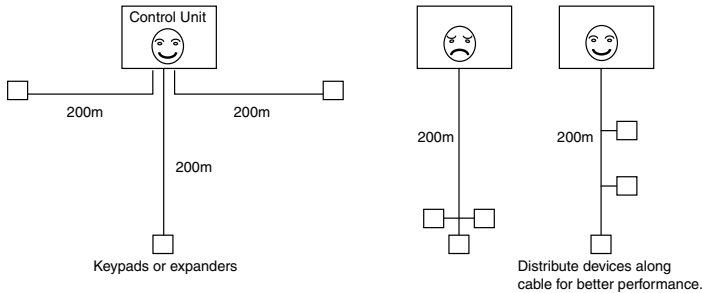 Control Unit
200m
200m
200m
Keypads or expanders
200m
200m
Distribute devices along
cable for better performance.